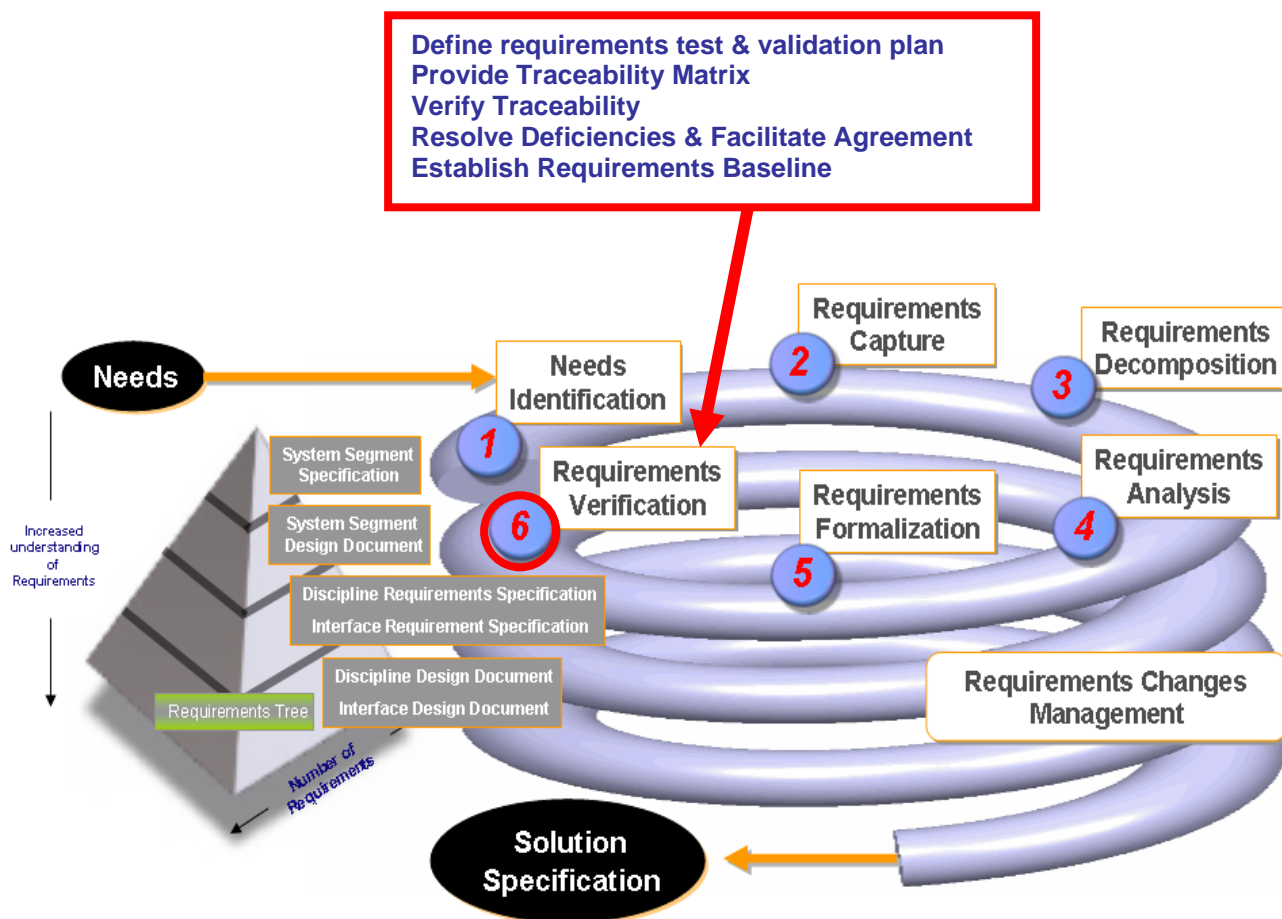 Define requirements test & validation plan
Provide Traceability Matrix
Verify Traceability
Resolve Deficiencies & Facilitate Agreement
Establish Requirements Baseline
Needs
Needs
Identification
1
Requirements
Capture
2
Requirements
Decomposition
3
Requirements
Analysis
4
Requirements
Formalization
5
Requirements
Verification
6
Increased
understanding
of
Requirements
System Segment
Specification
System Segment
Design Document
Discipline Requirements Specification
Interface Requirement Specification
Discipline Design Document
Interface Design Document
Requirements Tree
Number of
Requirements
Requirements Changes
Management
Solution
Specification